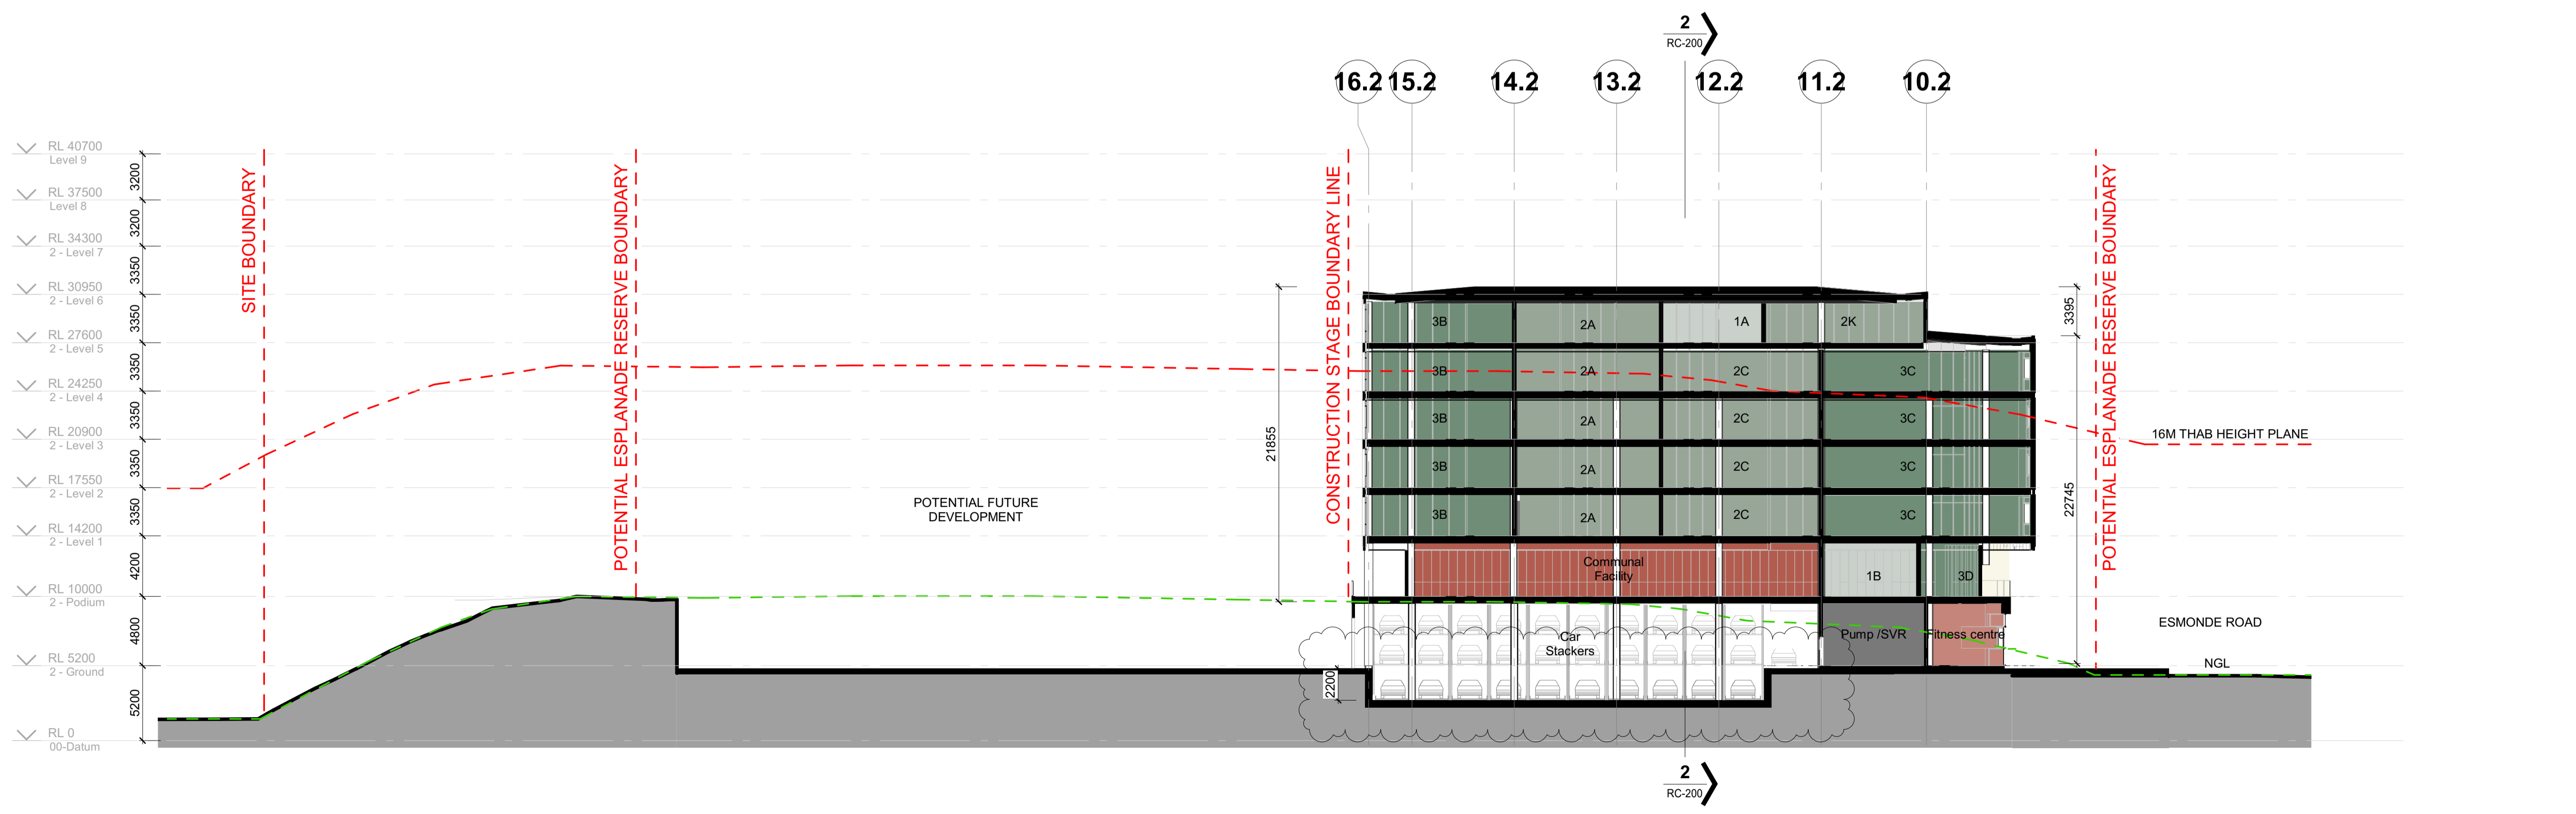 2
RC-200
16.2 15.2 14.2 13.2 12.2 11.2 10.2
RL 40700
Level 9
3200
RL 37500
Level 8
3200
RL 34300
2 - Level 7
3350
RL 30950
2 - Level 6
3350
RL 27600
2 - Level 5
3350
RL 24250
2 - Level 4
3350
RL 20900
2 - Level 3
3350
RL 17550
2 - Level 2
3350
RL 14200
2 - Level 1
4200
RL 10000
2 - Podium
4800
RL 5200
2 - Ground
5200
RL 0
00-Datum
SITE BOUNDARY
POTENTIAL ESPLANADE RESERVE BOUNDARY
POTENTIAL FUTURE
DEVELOPMENT
21855
CONSTRUCTION STAGE BOUNDARY LINE
3B 2A 1A 2K
3B 2A 2C 3C
3B 2A 2C 3C
3B 2A 2C 3C
3B 2A 2C 3C
Communal
Facility
1B 3D
Car
Stackers
Pump /SVR
Fitness centre
2200
3395
22745
POTENTIAL ESPLANADE RESERVE BOUNDARY
16M THAB HEIGHT PLANE
ESMONDE ROAD
NGL
2
RC-200